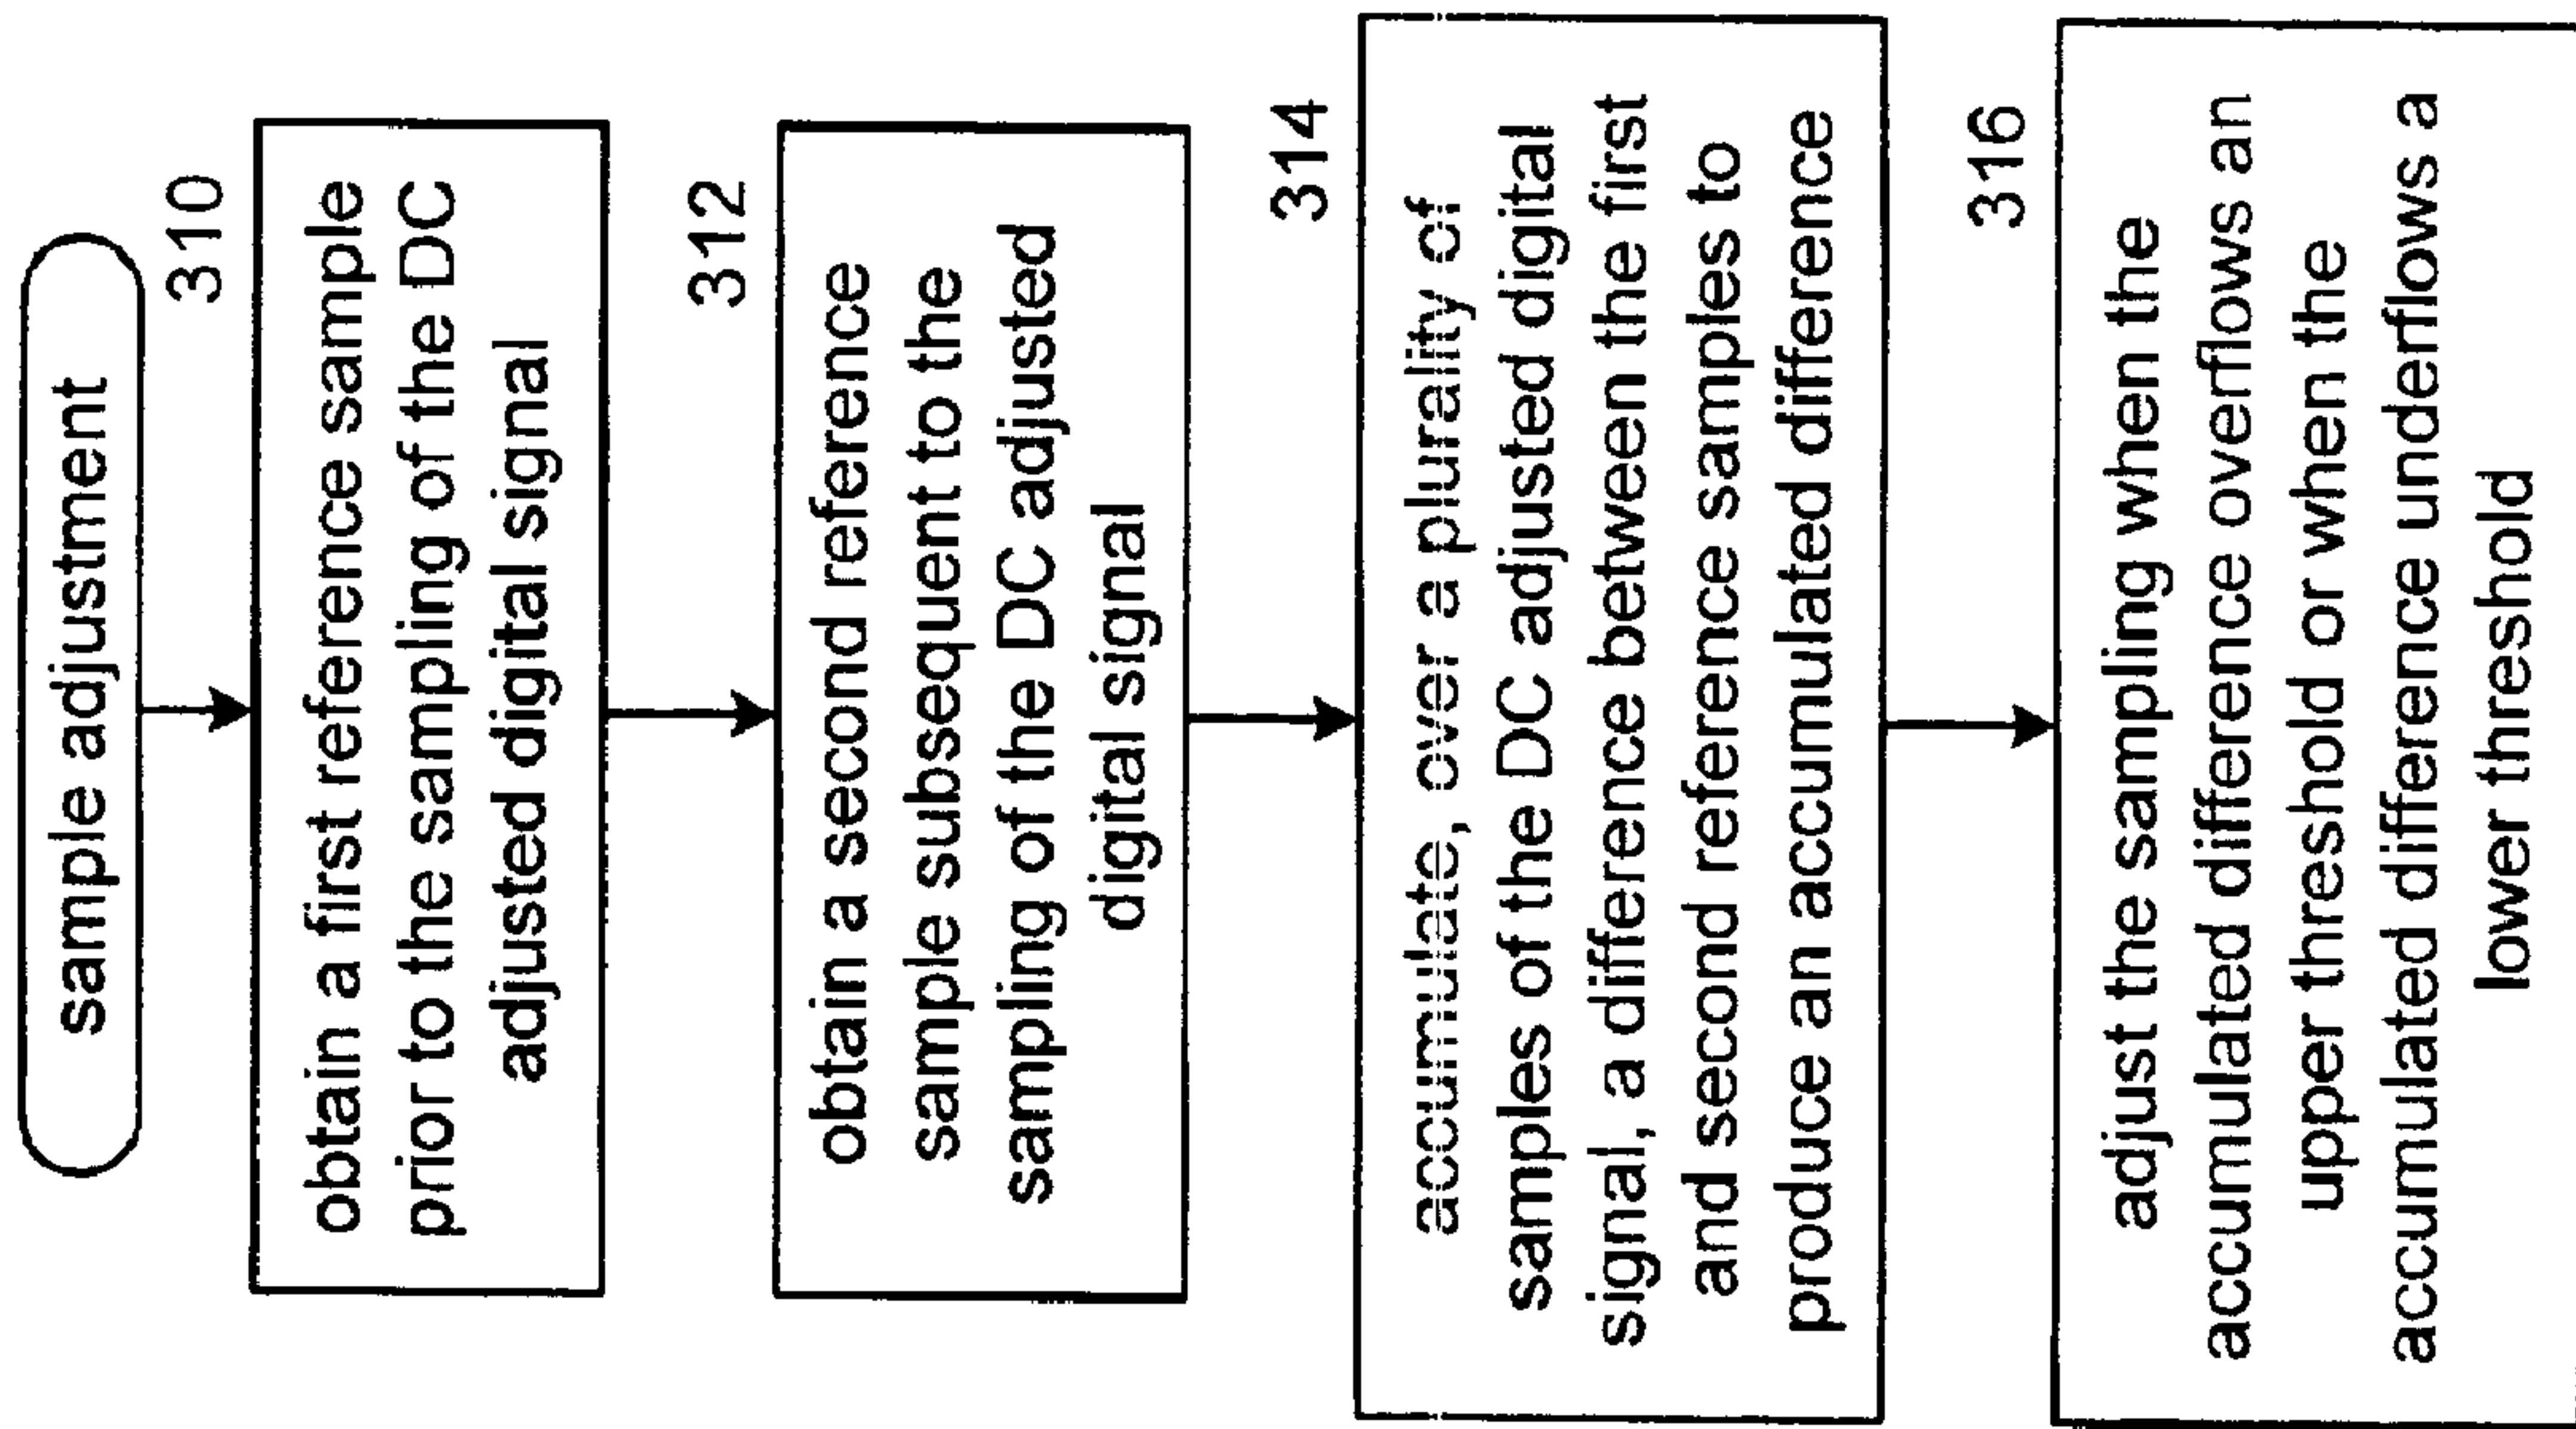 sample adjustment
310
obtain a first reference sample
prior to the sampling of the DC
adjusted digital signal
312
obtain a second reference
sample subsequent to the
sampling of the DC adjusted
digital signal
314
accumulate, over a plurality of
samples of the DC adjusted digital
signal, a difference between the first
and second reference samples to
produce an accumulated difference
316
adjust the sampling when the
accumulated difference overflows an
upper threshold or when the
accumulated difference underflows a
lower threshold